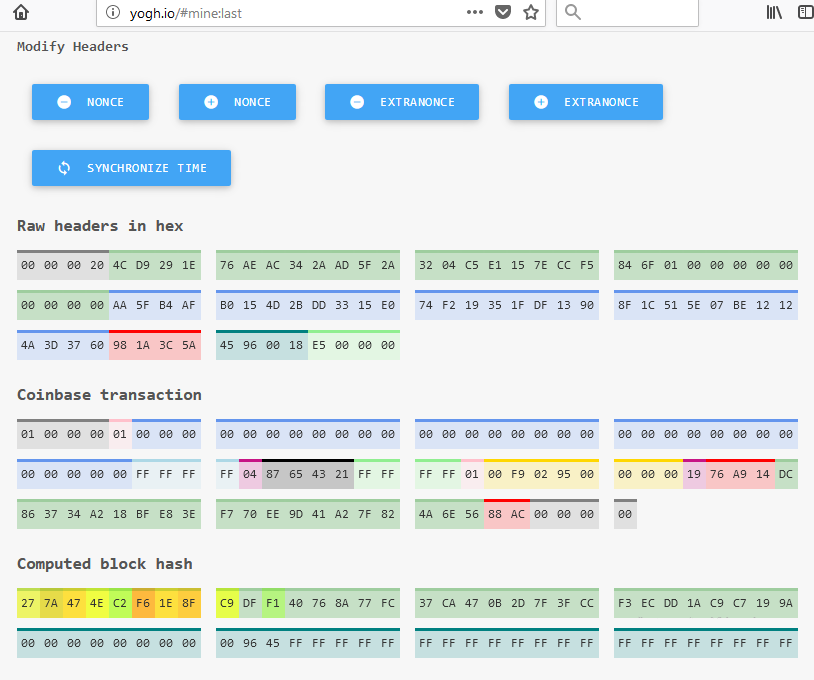 yogh.io/#mine:last
Modify Headers
NONCE NONCE EXTRANONCE EXTRANONCE
SYNCHRONIZE TIME
Raw headers in hex
00 00 00 20 4C D9 29 1E 76 AE AC 34 2A AD 5F 2A 32 04 C5 E1 15 7E CC F5 84 6F 01 00 00 00 00 00
00 00 00 00 AA 5F B4 AF B0 15 4D 2B DD 33 15 E0 74 F2 19 35 1F DF 13 90 8F 1C 51 5E 07 BE 12 12
4A 3D 37 60 98 1A 3C 5A 45 96 00 18 E5 00 00 00
Coinbase transaction
01 00 00 00 01 00 00 00 00 00 00 00 00 00 00 00 00 00 00 00 00 00 00 00 00 00 00 00 00 00 00 00
00 00 00 00 00 FF FF FF FF 04 87 65 43 21 FF FF FF FF 01 00 F9 02 95 00 00 00 00 19 76 A9 14 DC
86 37 34 A2 18 BF E8 3E F7 70 EE 9D 41 A2 7F 82 4A 6E 56 88 AC 00 00 00 00
Computed block hash
27 7A 47 4E C2 F6 1E 8F C9 DF F1 40 76 8A 77 FC 37 CA 47 0B 2D 7F 3F CC F3 EC DD 1A C9 C7 19 9A
00 00 00 00 00 00 00 00 00 96 45 FF FF FF FF FF FF FF FF FF FF FF FF FF FF FF FF FF FF FF FF FF